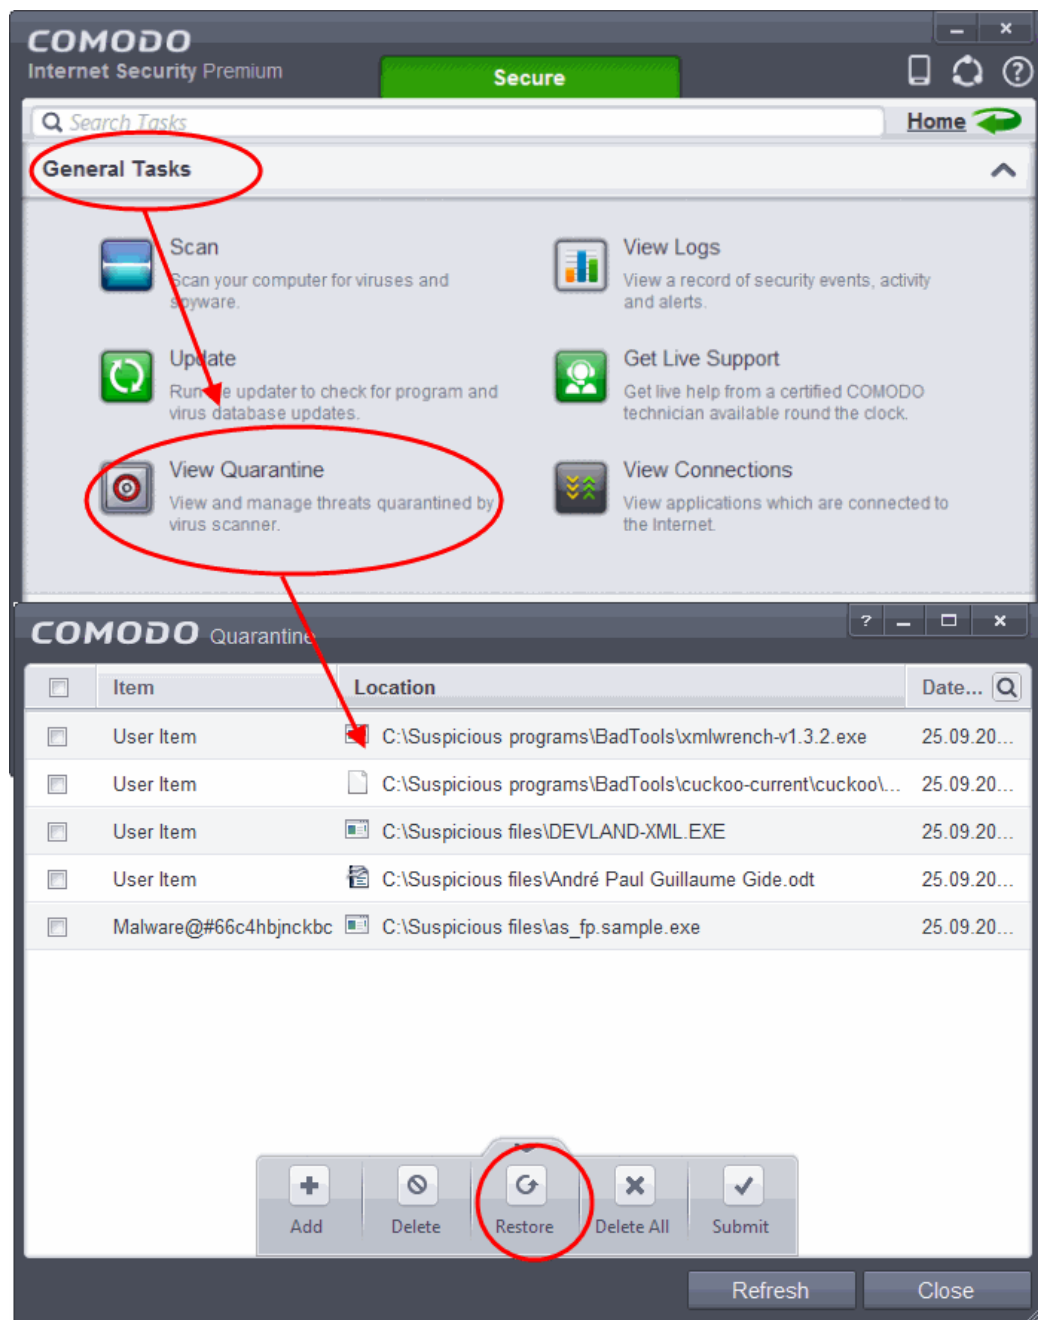 COMODO
Internet Security Premium
Secure
Search Tasks
Home
General Tasks
Scan
Scan your computer for viruses and
spyware.
View Logs
View a record of security events, activity
and alerts.
Update
Run the updater to check for program and
virus database updates.
Get Live Support
Get live help from a certified COMODO
technician available round the clock.
View Quarantine
View and manage threats quarantined by
virus scanner.
View Connections
View applications which are connected to
the Internet.
COMODO Quarantine
Item Location Date...
User Item C:\Suspicious programs\BadTools\xmlwrench-v1.3.2.exe 25.09.20...
User Item C:\Suspicious programs\BadTools\cuckoo-current\cuckoo\... 25.09.20...
User Item C:\Suspicious files\DEVLAND-XML.EXE 25.09.20...
User Item C:\Suspicious files\André Paul Guillaume Gide.odt 25.09.20...
Malware@#66c4hbjnckbc C:\Suspicious files\as_fp.sample.exe 25.09.20...
Add Delete Restore Delete All Submit
Refresh Close